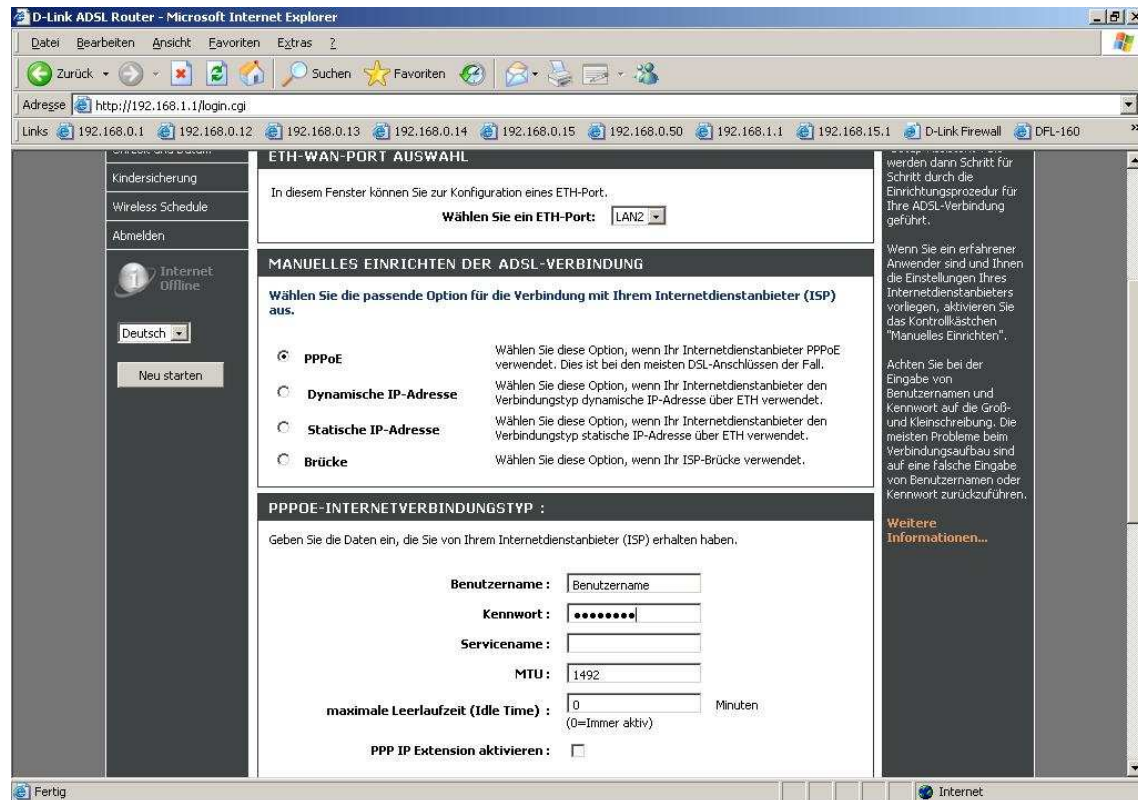 D-Link ADSL Router - Microsoft Internet Explorer
Datei Bearbeiten Ansicht Favoriten Extras ?
Zurück Suchen Favoriten
Adresse http://192.168.1.1/login.cgi
Links 192.168.0.1 192.168.0.12 192.168.0.13 192.168.0.14 192.168.0.15 192.168.0.50 192.168.1.1 192.168.15.1 D-Link Firewall DFL-160 »
Kindersicherung
Wireless Schedule
Abmelden
Internet
Offline
Deutsch
Neu starten
ETH-WAN-PORT AUSWAHL
In diesem Fenster können Sie zur Konfiguration eines ETH-Port.
Wählen Sie ein ETH-Port: LAN2
MANUELLES EINRICHTEN DER ADSL-VERBINDUNG
Wählen Sie die passende Option für die Verbindung mit Ihrem Internetdienstanbieter (ISP)
aus.
PPPoE
Wählen Sie diese Option, wenn Ihr Internetdienstanbieter PPPoE
verwendet. Dies ist bei den meisten DSL-Anschlüssen der Fall.
Dynamische IP-Adresse
Wählen Sie diese Option, wenn Ihr Internetdienstanbieter den
Verbindungstyp dynamische IP-Adresse über ETH verwendet.
Statische IP-Adresse
Wählen Sie diese Option, wenn Ihr Internetdienstanbieter den
Verbindungstyp statische IP-Adresse über ETH verwendet.
Brücke
Wählen Sie diese Option, wenn Ihr ISP-Brücke verwendet.
PPPOE-INTERNETVERBINDUNGSTYP :
Geben Sie die Daten ein, die Sie von Ihrem Internetdienstanbieter (ISP) erhalten haben.
Benutzername : Benutzername
Kennwort : ••••••••
Servicename :
MTU : 1492
maximale Leerlaufzeit (Idle Time) : 0 Minuten
(0=Immer aktiv)
PPP IP Extension aktivieren :
werden dann Schritt für
Schritt durch die
Einrichtungsprozedur für
Ihre ADSL-Verbindung
geführt.
Wenn Sie ein erfahrener
Anwender sind und Ihnen
die Einstellungen Ihres
Internetdienstanbieters
vorliegen, aktivieren Sie
das Kontrollkästchen
"Manuelles Einrichten".
Achten Sie bei der
Eingabe von
Benutzernamen und
Kennwort auf die Groß-
und Kleinschreibung. Die
meisten Probleme beim
Verbindungsaufbau sind
auf eine falsche Eingabe
von Benutzernamen oder
Kennwort zurückzuführen.
Weitere
Informationen...
Fertig
Internet